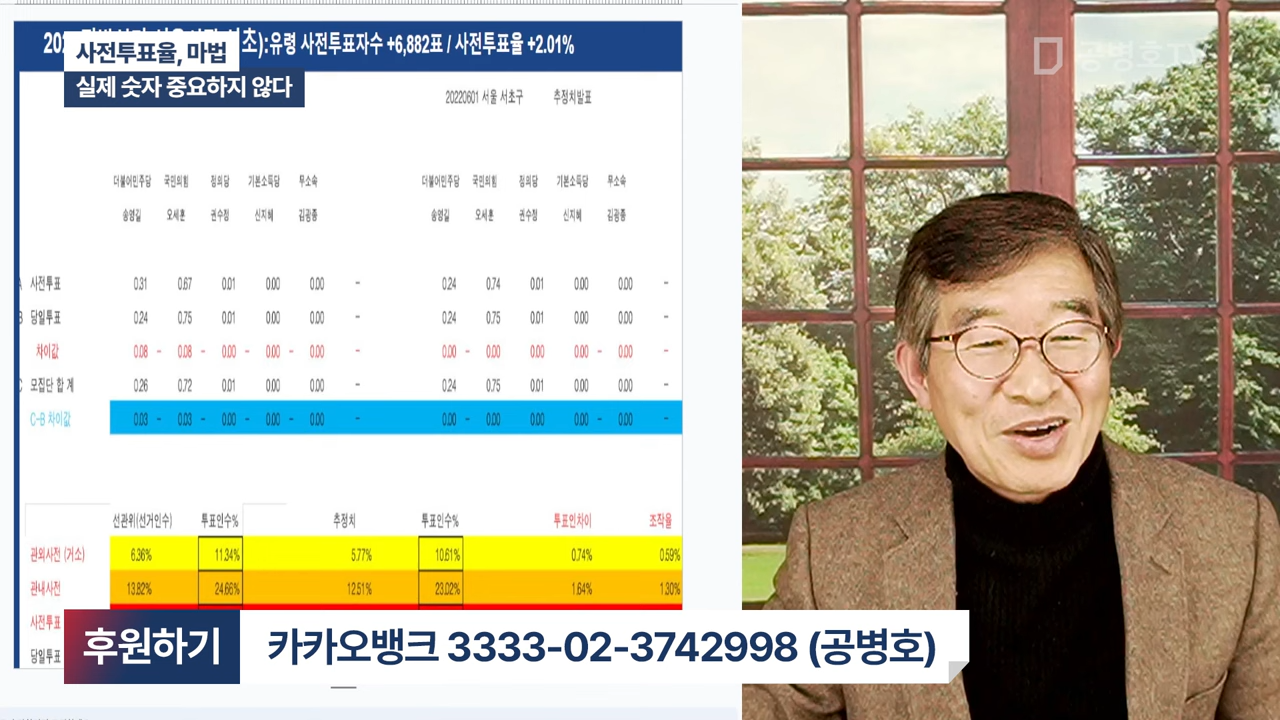 초):유령 사전투표자수 +6,882표 / 사전투표율 +2.01%
사전투표율, 마법
실제 숫자 중요하지 않다
공병호TV
20220601 서울 서초구 추정치발표
더불어민주당 국민의힘 정의당 기본소득당 무소속 더불어민주당 국민의힘 정의당 기본소득당 무소속
송영길 오세훈 권수정 신지혜 김광종 송영길 오세훈 권수정 신지혜 김광종
A 사전투표 0.31 0.67 0.01 0.00 0.00 - 0.24 0.74 0.01 0.00 0.00 -
B 당일투표 0.24 0.75 0.01 0.00 0.00 - 0.24 0.75 0.01 0.00 0.00 -
차이값 0.08 - 0.08 - 0.00 - 0.00 - 0.00 - 0.00 - 0.00 0.00 0.00 - 0.00 -
C 모집단 합 계 0.26 0.72 0.01 0.00 0.00 - 0.24 0.75 0.01 0.00 0.00 -
C-B 차이값 0.03 - 0.03 - 0.00 - 0.00 - 0.00 - 0.00 - 0.00 0.00 0.00 - 0.00 -
선관위(선거인수) 투표인수% 추정치 투표인수% 투표인차이 조작율
관외사전 (거소) 6.36% 11.34% 5.77% 10.61% 0.74% 0.59%
관내사전 13.82% 24.66% 12.51% 23.02% 1.64% 1.30%
사전투표
당일투표
후원하기 카카오뱅크 3333-02-3742998 (공병호)